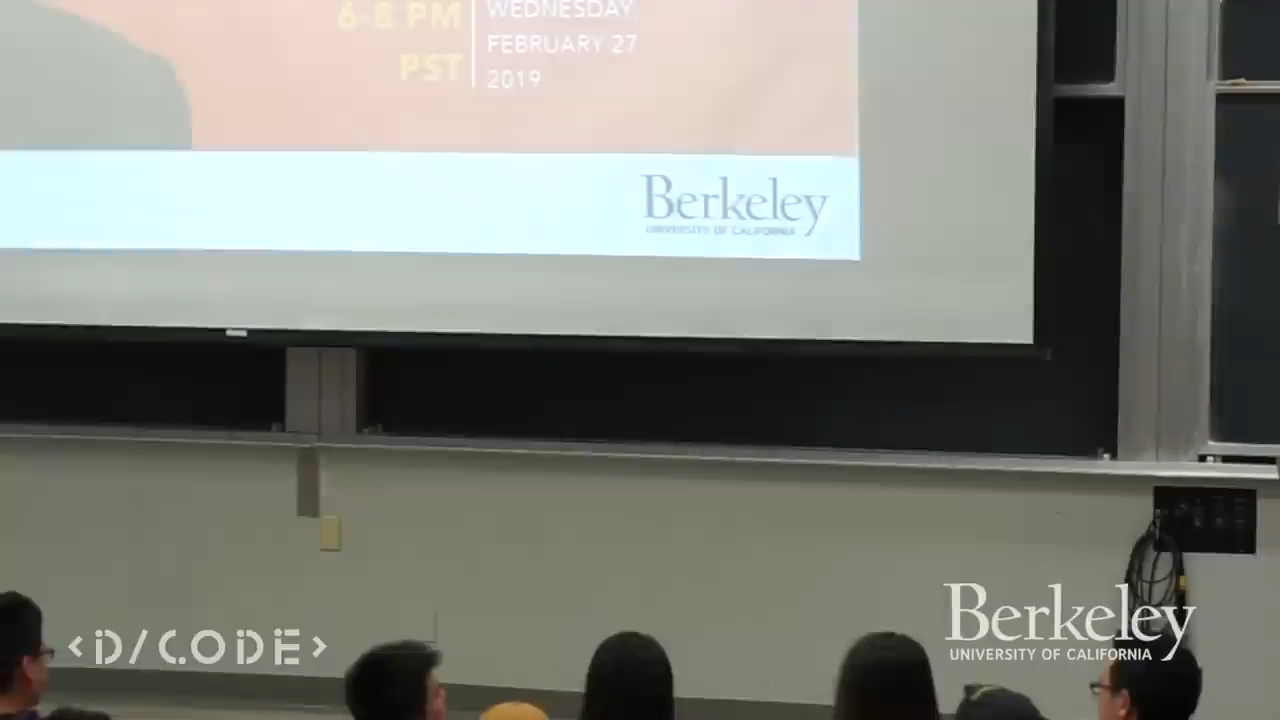 6-8 PM
PST
WEDNESDAY,
FEBRUARY 27
2019
Berkeley
UNIVERSITY OF CALIFORNIA
<D/CODE>
Berkeley
UNIVERSITY OF CALIFORNIA